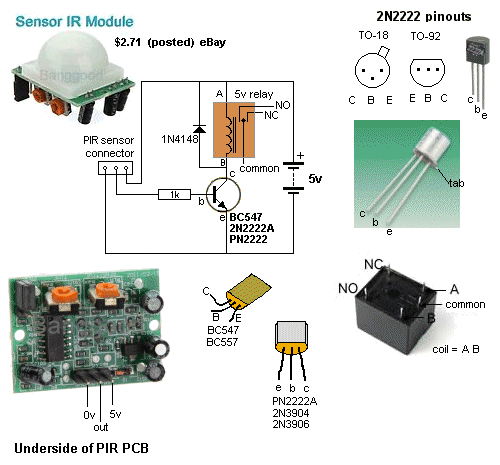 Sensor IR Module
$2.71 (posted) eBay
Banggood
PIR sensor
connector
1N4148
A
5v relay
NO
NC
B
common
1k
b
c
e
BC547
2N2222A
PN2222
+
5v
2N2222 pinouts
TO-18
TO-92
C B E
E B C
c
b
e
tab
c
b
e
NC
NO
A
common
B
coil = A B
C
B
E
BC547
BC557
e b c
PN2222A
2N3904
2N3906
0v
5v
out
Underside of PIR PCB